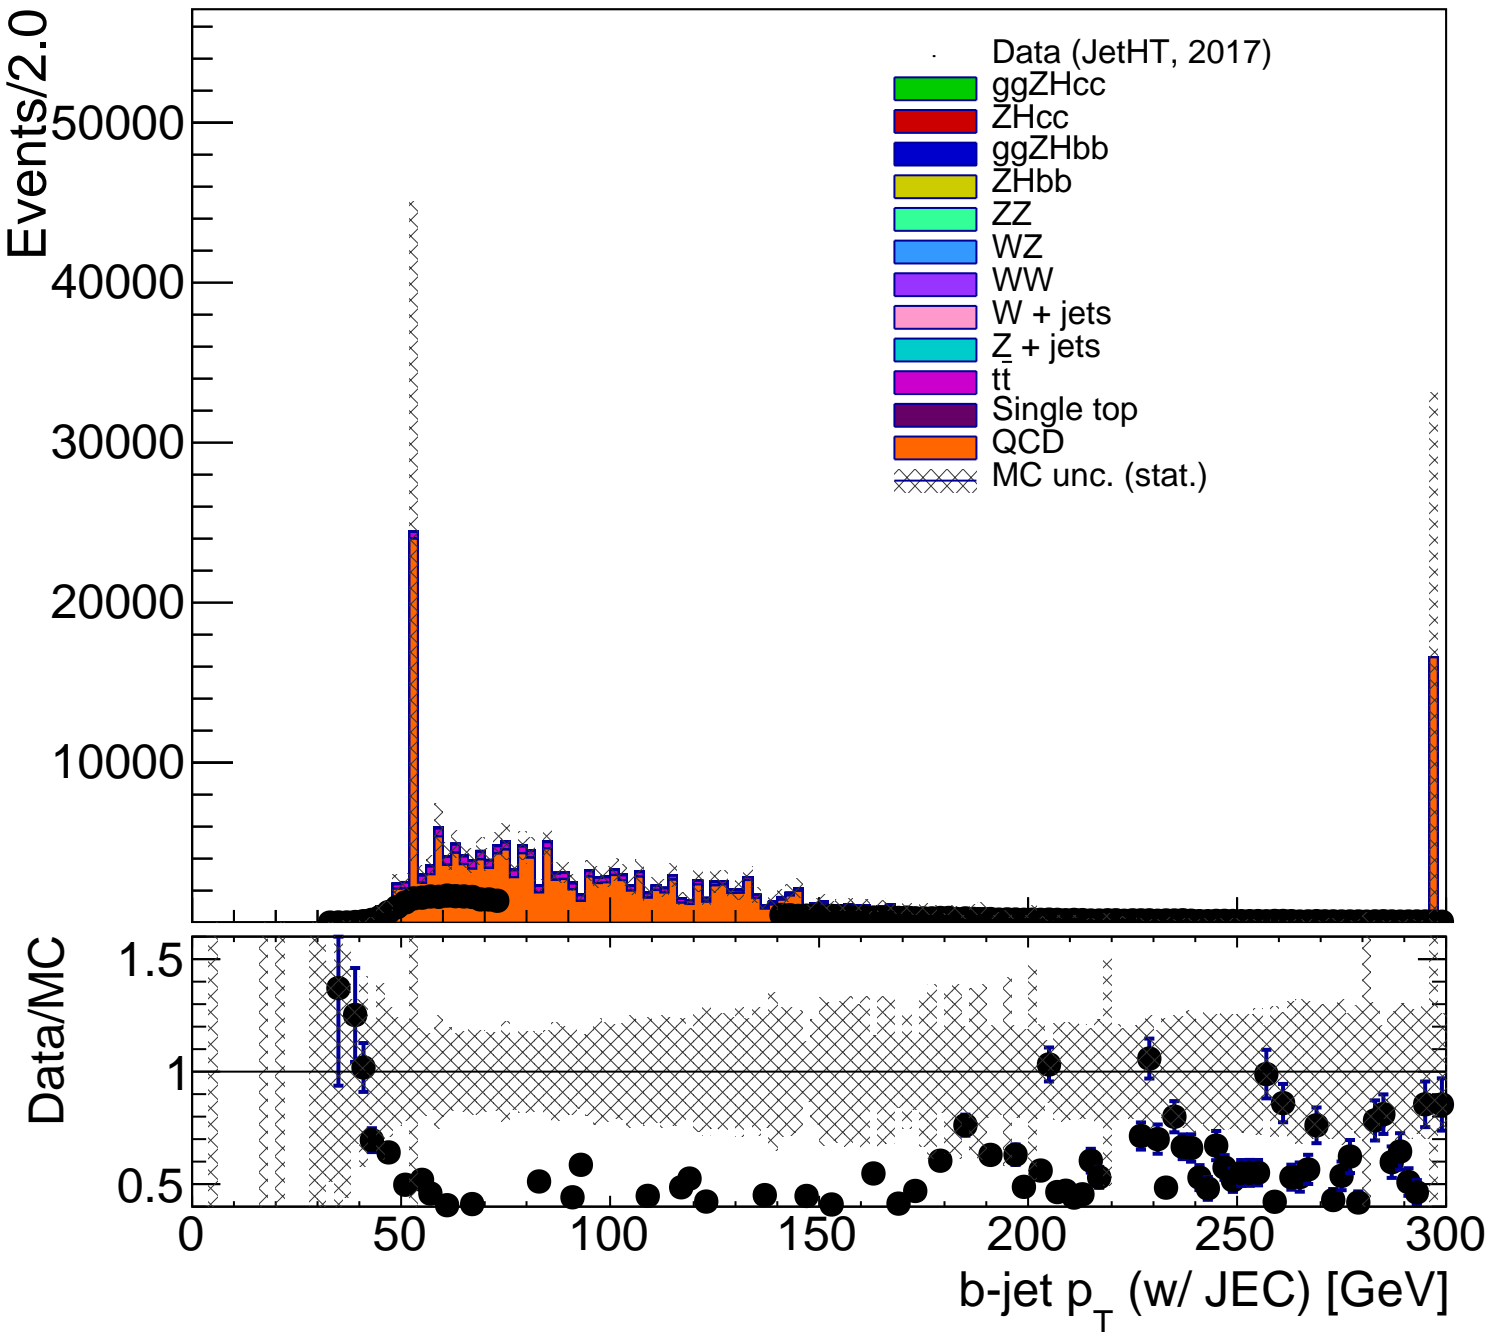 Events/2.0
50000
40000
30000
20000
10000
Data (JetHT, 2017)
ggZHcc
ZHcc
ggZHbb
ZHbb
ZZ
WZ
WW
W + jets
Z + jets
tt̄
Single top
QCD
MC unc. (stat.)
Data/MC
1.5
1
0.5
0 50 100 150 200 250 300
b-jet p_T (w/ JEC) [GeV]